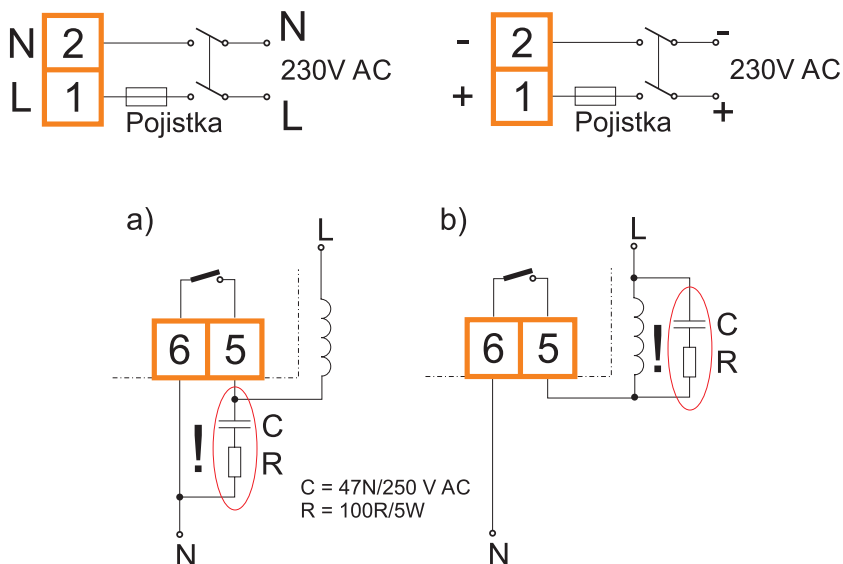 N 2 N
230V AC
L 1 L
Pojistka
- 2 -
230V AC
+ 1 +
Pojistka
a)
L
6 5
! C
R
C = 47N/250 V AC
R = 100R/5W
N
b)
L
6 5
! C
R
N